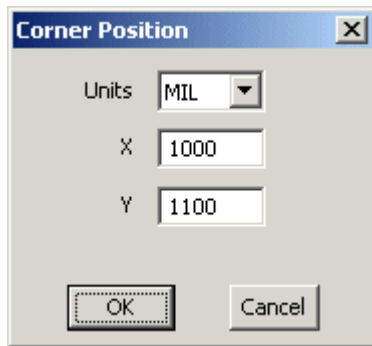 Corner Position
Units MIL
X 1000
Y 1100
OK Cancel